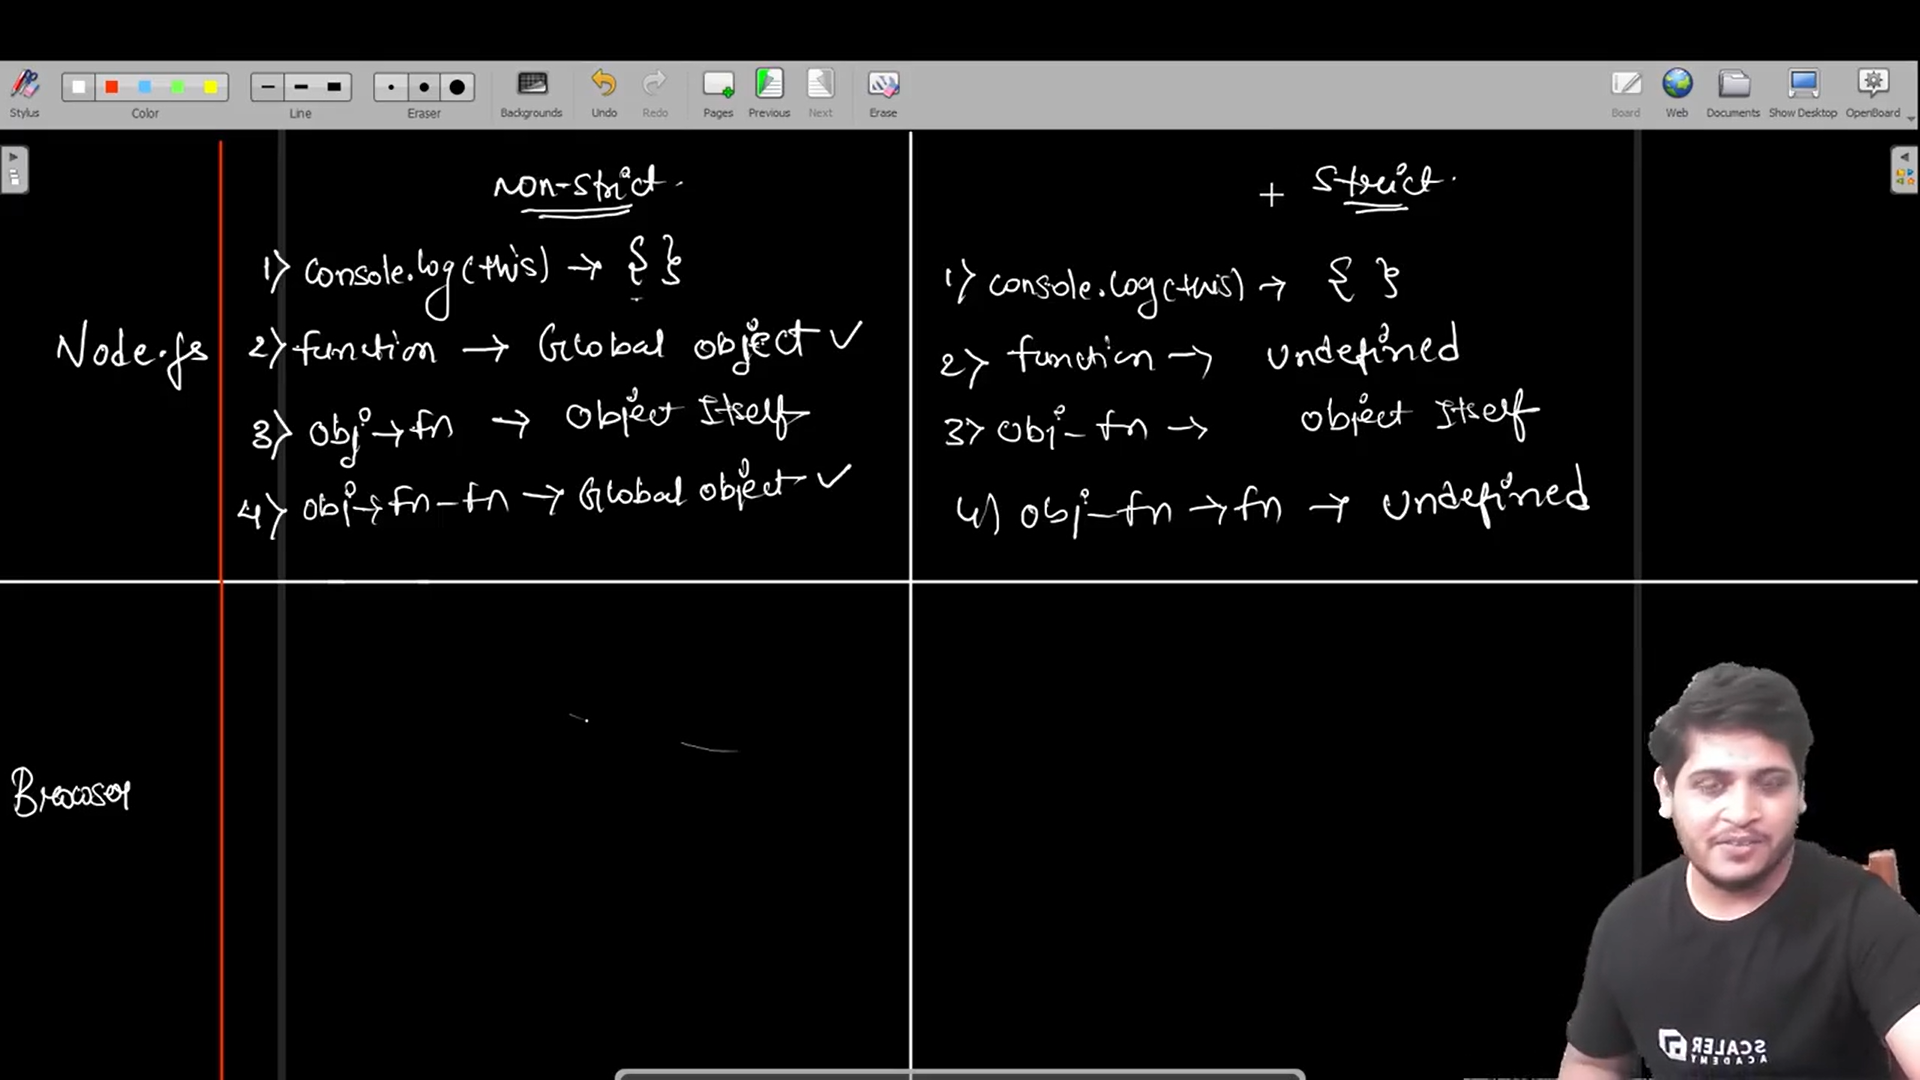 Stylus
Color
Line
Eraser
Backgrounds
Undo
Redo
Pages
Previous
Next
Erase
Board
Web
Documents
Show Desktop
OpenBoard
non-strict.
1) console.log(this) → { }
Node.js
2) function → Global object ✓
3) obj → fn → Object Itself
4) obj → fn - fn → Global object ✓
+ Strict.
1) console.log(this) → { }
2) function → undefined
3) obj - fn → object Itself
4) obj - fn → fn → undefined
Browser
SCALER
ACADEMY